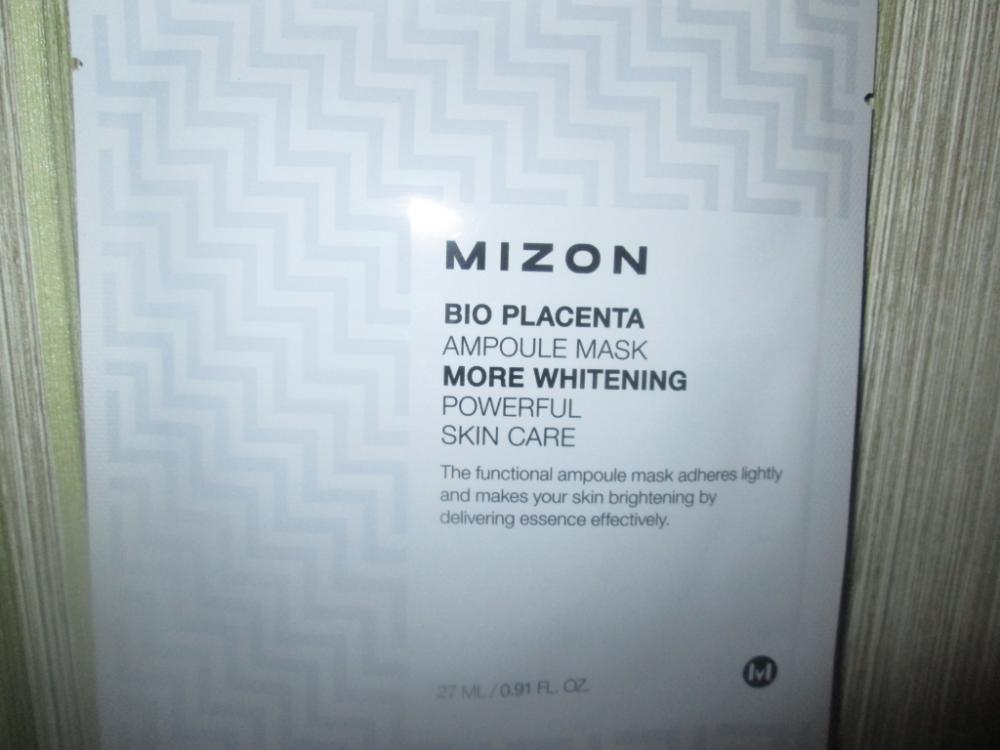 MIZON
BIO PLACENTA
AMPOULE MASK
MORE WHITENING
POWERFUL
SKIN CARE
The functional ampoule mask adheres lightly
and makes your skin brightening by
delivering essence effectively.
27 ML / 0.91 FL. OZ.
M